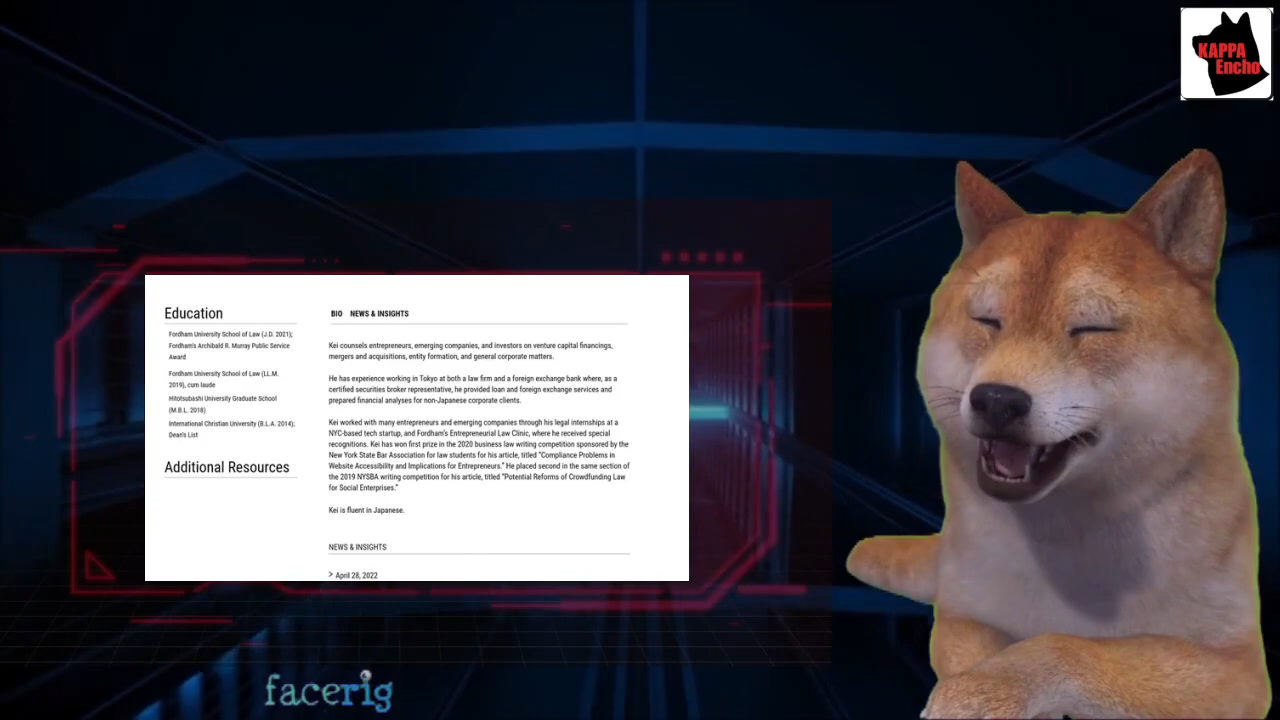 KAPPA
Encho
Education
Fordham University School of Law (J.D. 2021);
Fordham's Archibald R. Murray Public Service
Award
Fordham University School of Law (LL.M.
2019), cum laude
Hitotsubashi University Graduate School
(M.B.L. 2018)
International Christian University (B.L.A. 2014);
Dean's List
Additional Resources
BIO NEWS & INSIGHTS
Kei counsels entrepreneurs, emerging companies, and investors on venture capital financings,
mergers and acquisitions, entity formation, and general corporate matters.
He has experience working in Tokyo at both a law firm and a foreign exchange bank where, as a
certified securities broker representative, he provided loan and foreign exchange services and
prepared financial analyses for non-Japanese corporate clients.
Kei worked with many entrepreneurs and emerging companies through his legal internships at a
NYC-based tech startup, and Fordham's Entrepreneurial Law Clinic, where he received special
recognitions. Kei has won first prize in the 2020 business law writing competition sponsored by the
New York State Bar Association for law students for his article, titled "Compliance Problems in
Website Accessibility and Implications for Entrepreneurs." He placed second in the same section of
the 2019 NYSBA writing competition for his article, titled "Potential Reforms of Crowdfunding Law
for Social Enterprises."
Kei is fluent in Japanese.
NEWS & INSIGHTS
> April 28, 2022
facerig